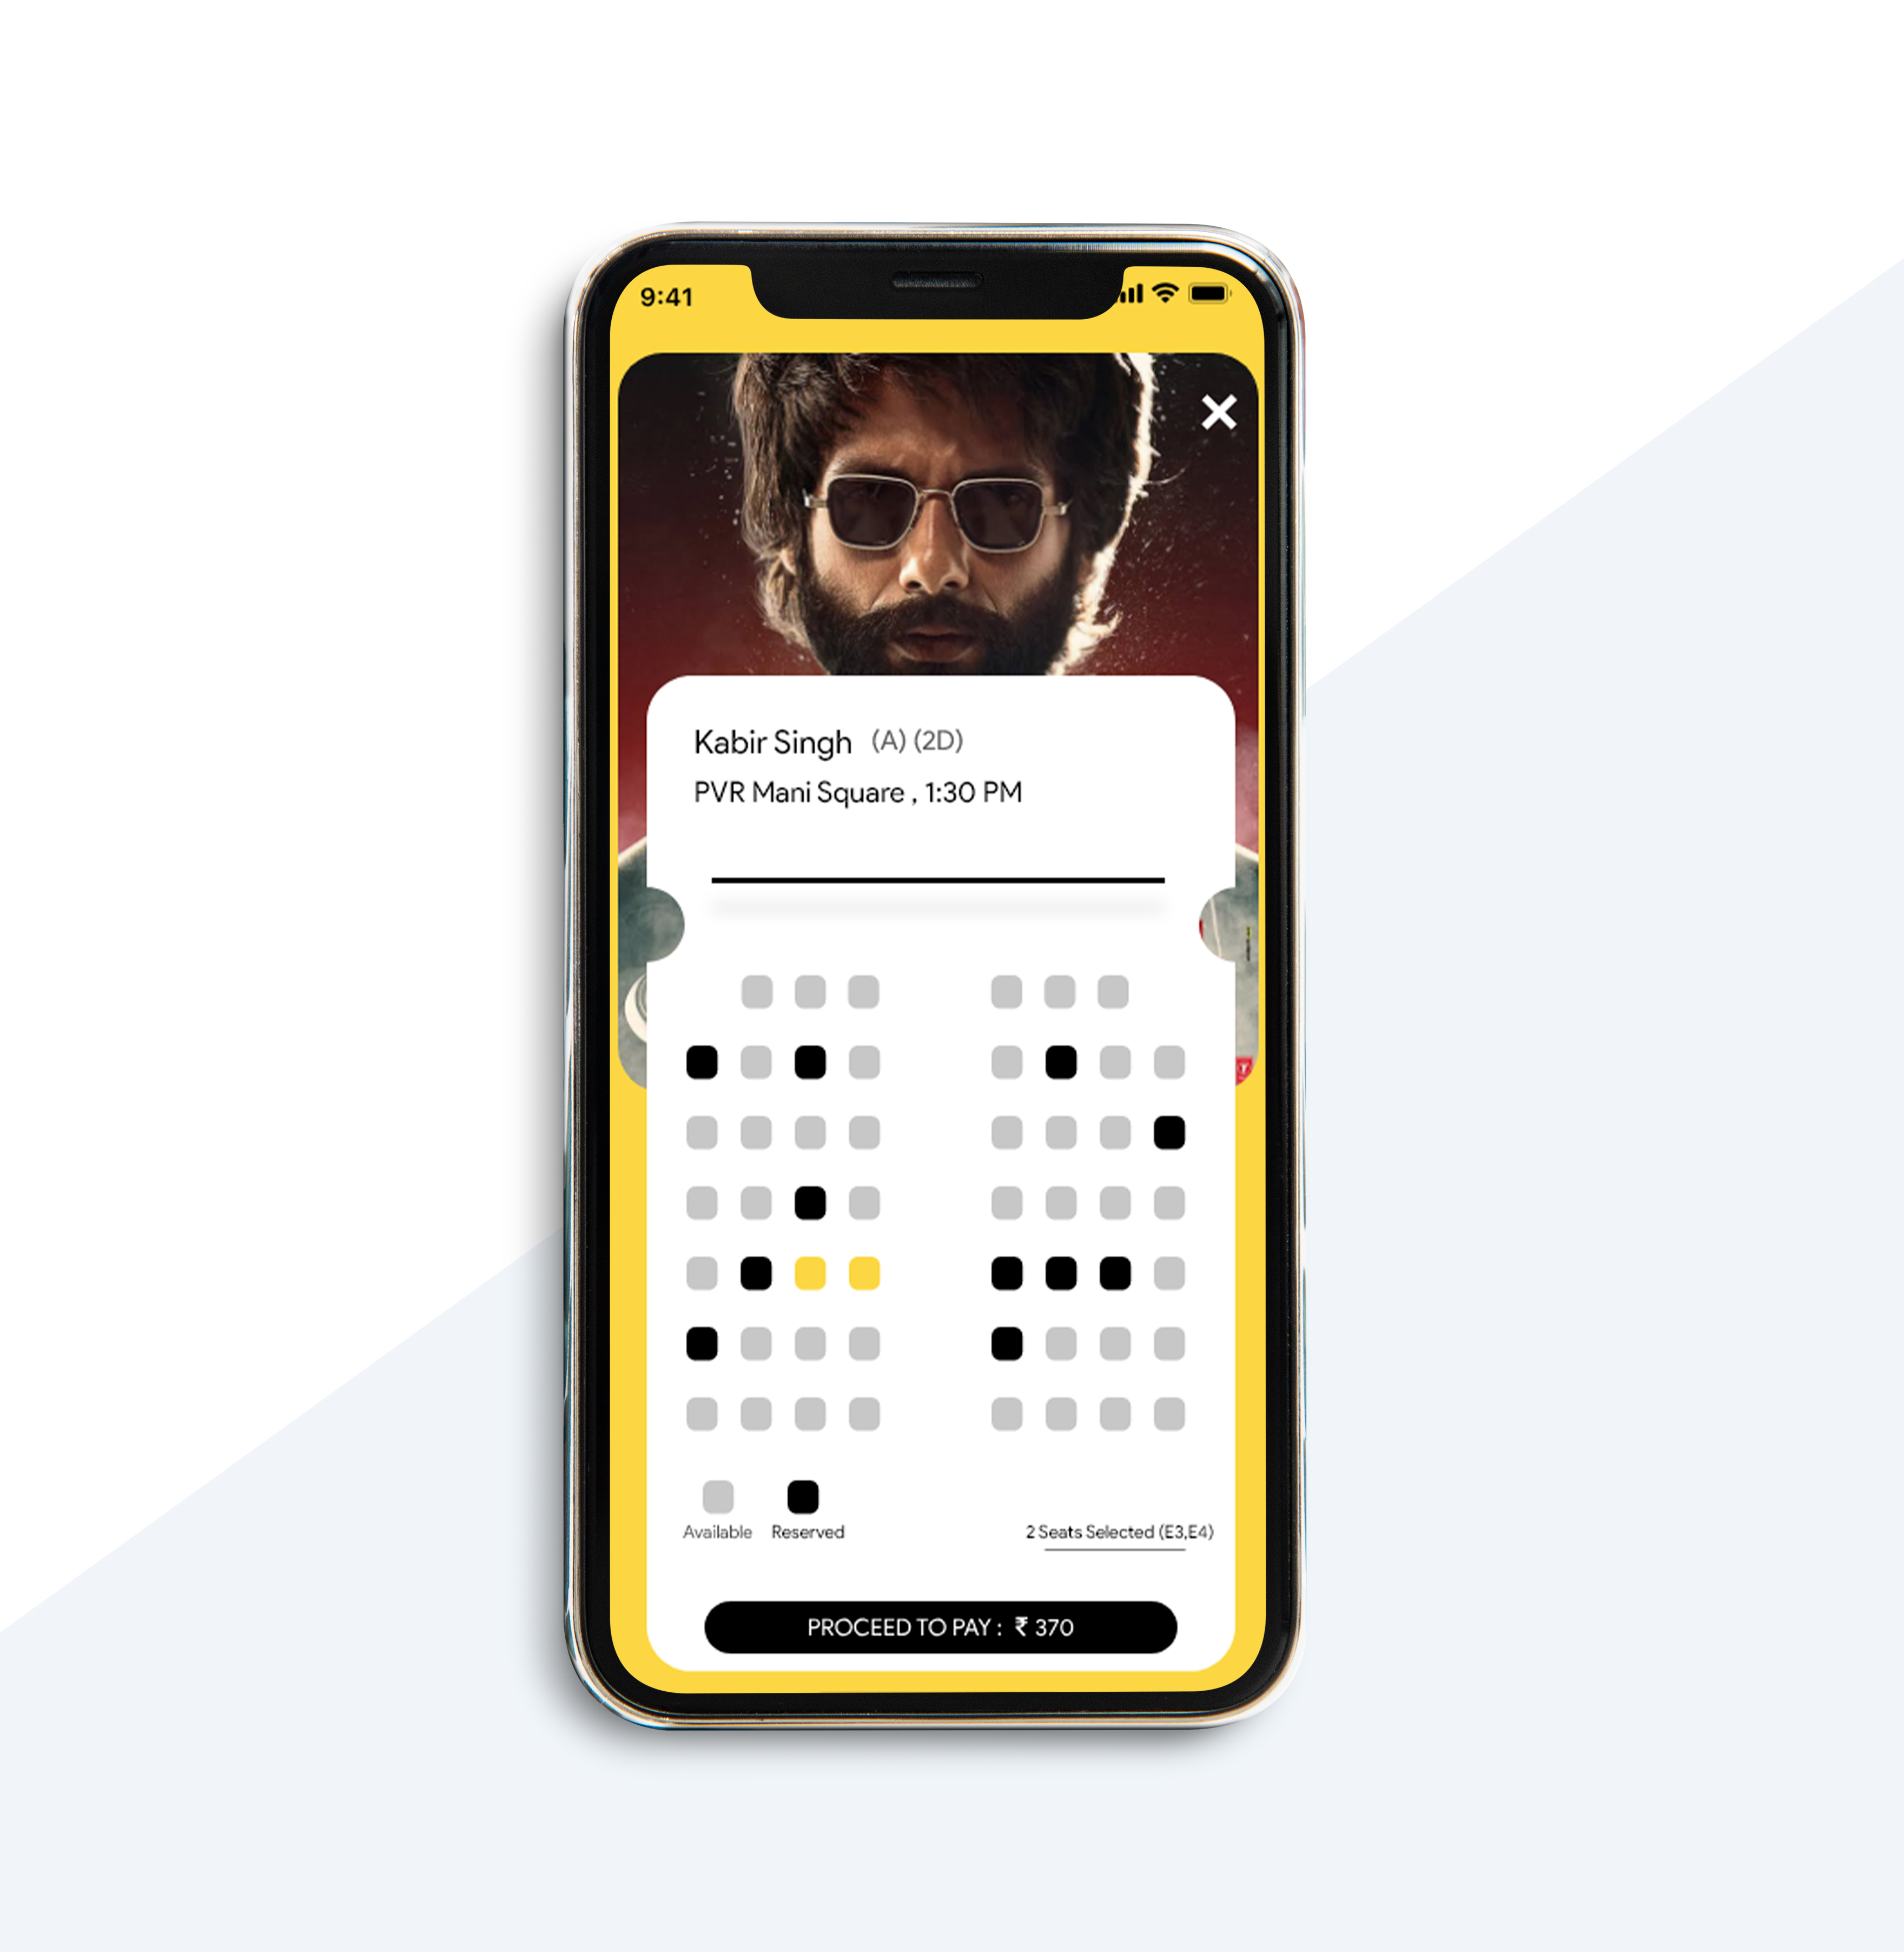 9:41
Kabir Singh (A) (2D)
PVR Mani Square , 1:30 PM
Available Reserved
2 Seats Selected (E3,E4)
PROCEED TO PAY : ₹ 370